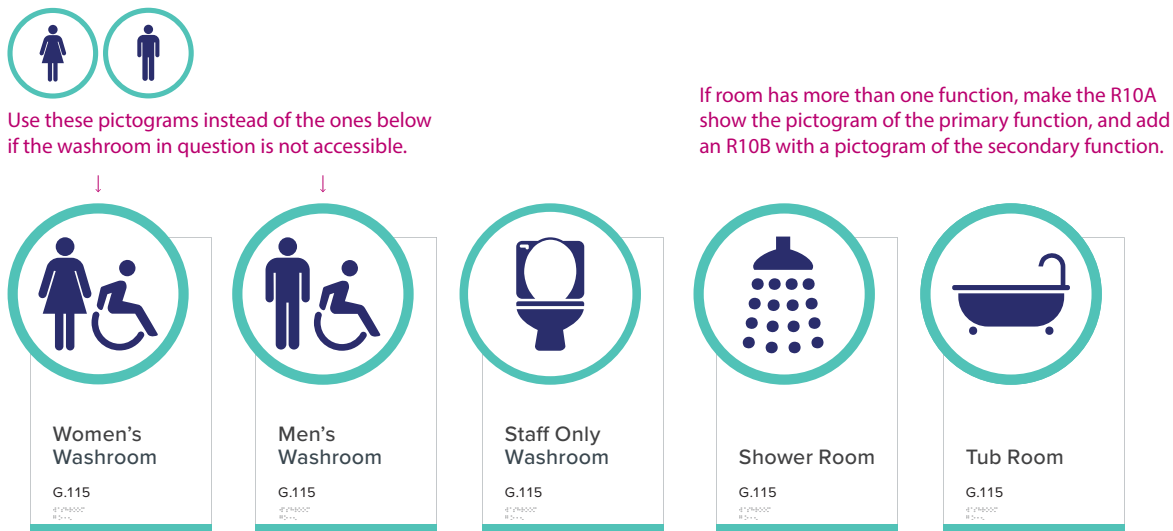 Use these pictograms instead of the ones below
if the washroom in question is not accessible.
If room has more than one function, make the R10A
show the pictogram of the primary function, and add
an R10B with a pictogram of the secondary function.
Women’s
Washroom
G.115
Men’s
Washroom
G.115
Staff Only
Washroom
G.115
Shower Room
G.115
Tub Room
G.115